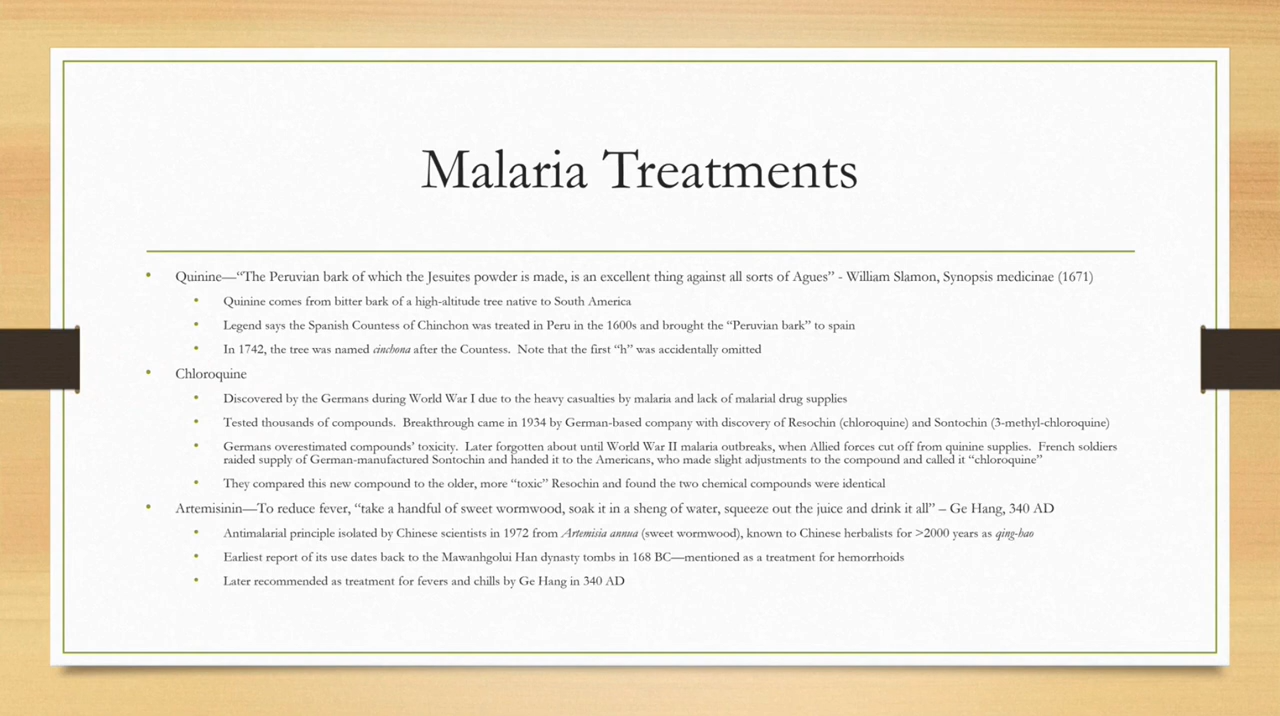 Malaria Treatments
• Quinine—“The Peruvian bark of which the Jesuites powder is made, is an excellent thing against all sorts of Agues” - William Slamon, Synopsis medicinae (1671)
• Quinine comes from bitter bark of a high-altitude tree native to South America
• Legend says the Spanish Countess of Chinchon was treated in Peru in the 1600s and brought the “Peruvian bark” to spain
• In 1742, the tree was named cinchona after the Countess.  Note that the first “h” was accidentally omitted
• Chloroquine
• Discovered by the Germans during World War I due to the heavy casualties by malaria and lack of malarial drug supplies
• Tested thousands of compounds.  Breakthrough came in 1934 by German-based company with discovery of Resochin (chloroquine) and Sontochin (3-methyl-chloroquine)
• Germans overestimated compounds’ toxicity.  Later forgotten about until World War II malaria outbreaks, when Allied forces cut off from quinine supplies.  French soldiers
raided supply of German-manufactured Sontochin and handed it to the Americans, who made slight adjustments to the compound and called it “chloroquine”
• They compared this new compound to the older, more “toxic” Resochin and found the two chemical compounds were identical
• Artemisinin—To reduce fever, “take a handful of sweet wormwood, soak it in a sheng of water, squeeze out the juice and drink it all” – Ge Hang, 340 AD
• Antimalarial principle isolated by Chinese scientists in 1972 from Artemisia annua (sweet wormwood), known to Chinese herbalists for >2000 years as qing-hao
• Earliest report of its use dates back to the Mawanhgolui Han dynasty tombs in 168 BC—mentioned as a treatment for hemorrhoids
• Later recommended as treatment for fevers and chills by Ge Hang in 340 AD